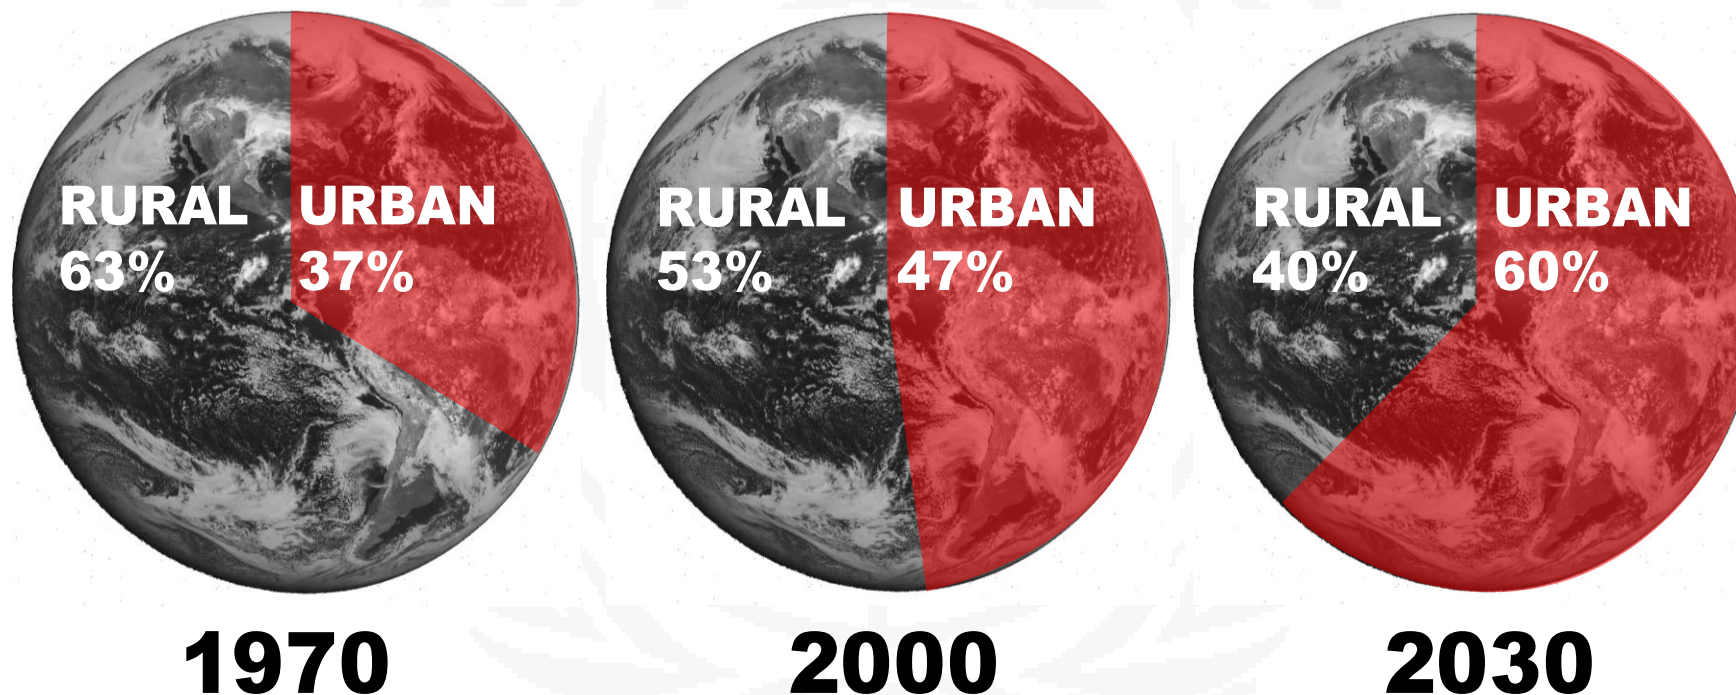 RURAL
63%
URBAN
37%
1970
RURAL
53%
URBAN
47%
2000
RURAL
40%
URBAN
60%
2030